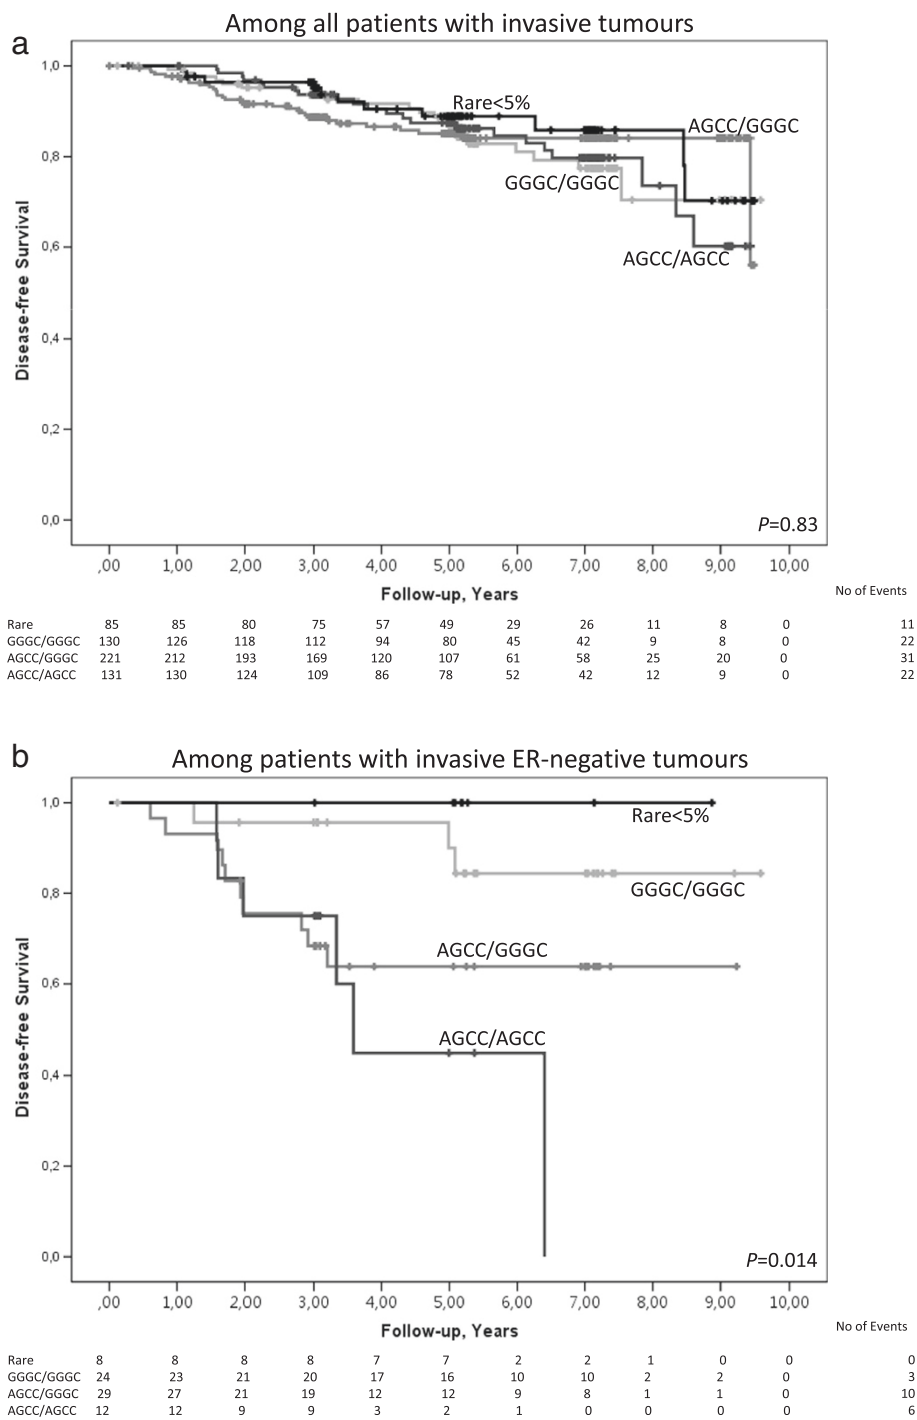 a
Among all patients with invasive tumours
Disease-free Survival
1,0
0,8
0,6
0,4
0,2
0,0
Rare<5%
AGCC/GGGC
GGGC/GGGC
AGCC/AGCC
P=0.83
,00 1,00 2,00 3,00 4,00 5,00 6,00 7,00 8,00 9,00 10,00
Follow-up, Years
No of Events
Rare 85 85 80 75 57 49 29 26 11 8 0 11
GGGC/GGGC 130 126 118 112 94 80 45 42 9 8 0 22
AGCC/GGGC 221 212 193 169 120 107 61 58 25 20 0 31
AGCC/AGCC 131 130 124 109 86 78 52 42 12 9 0 22
b
Among patients with invasive ER-negative tumours
Disease-free Survival
1,0
0,8
0,6
0,4
0,2
0,0
Rare<5%
GGGC/GGGC
AGCC/GGGC
AGCC/AGCC
P=0.014
,00 1,00 2,00 3,00 4,00 5,00 6,00 7,00 8,00 9,00 10,00
Follow-up, Years
No of Events
Rare 8 8 8 8 7 7 2 2 1 0 0 0
GGGC/GGGC 24 23 21 20 17 16 10 10 2 2 0 3
AGCC/GGGC 29 27 21 19 12 12 9 8 1 1 0 10
AGCC/AGCC 12 12 9 9 3 2 1 0 0 0 0 6